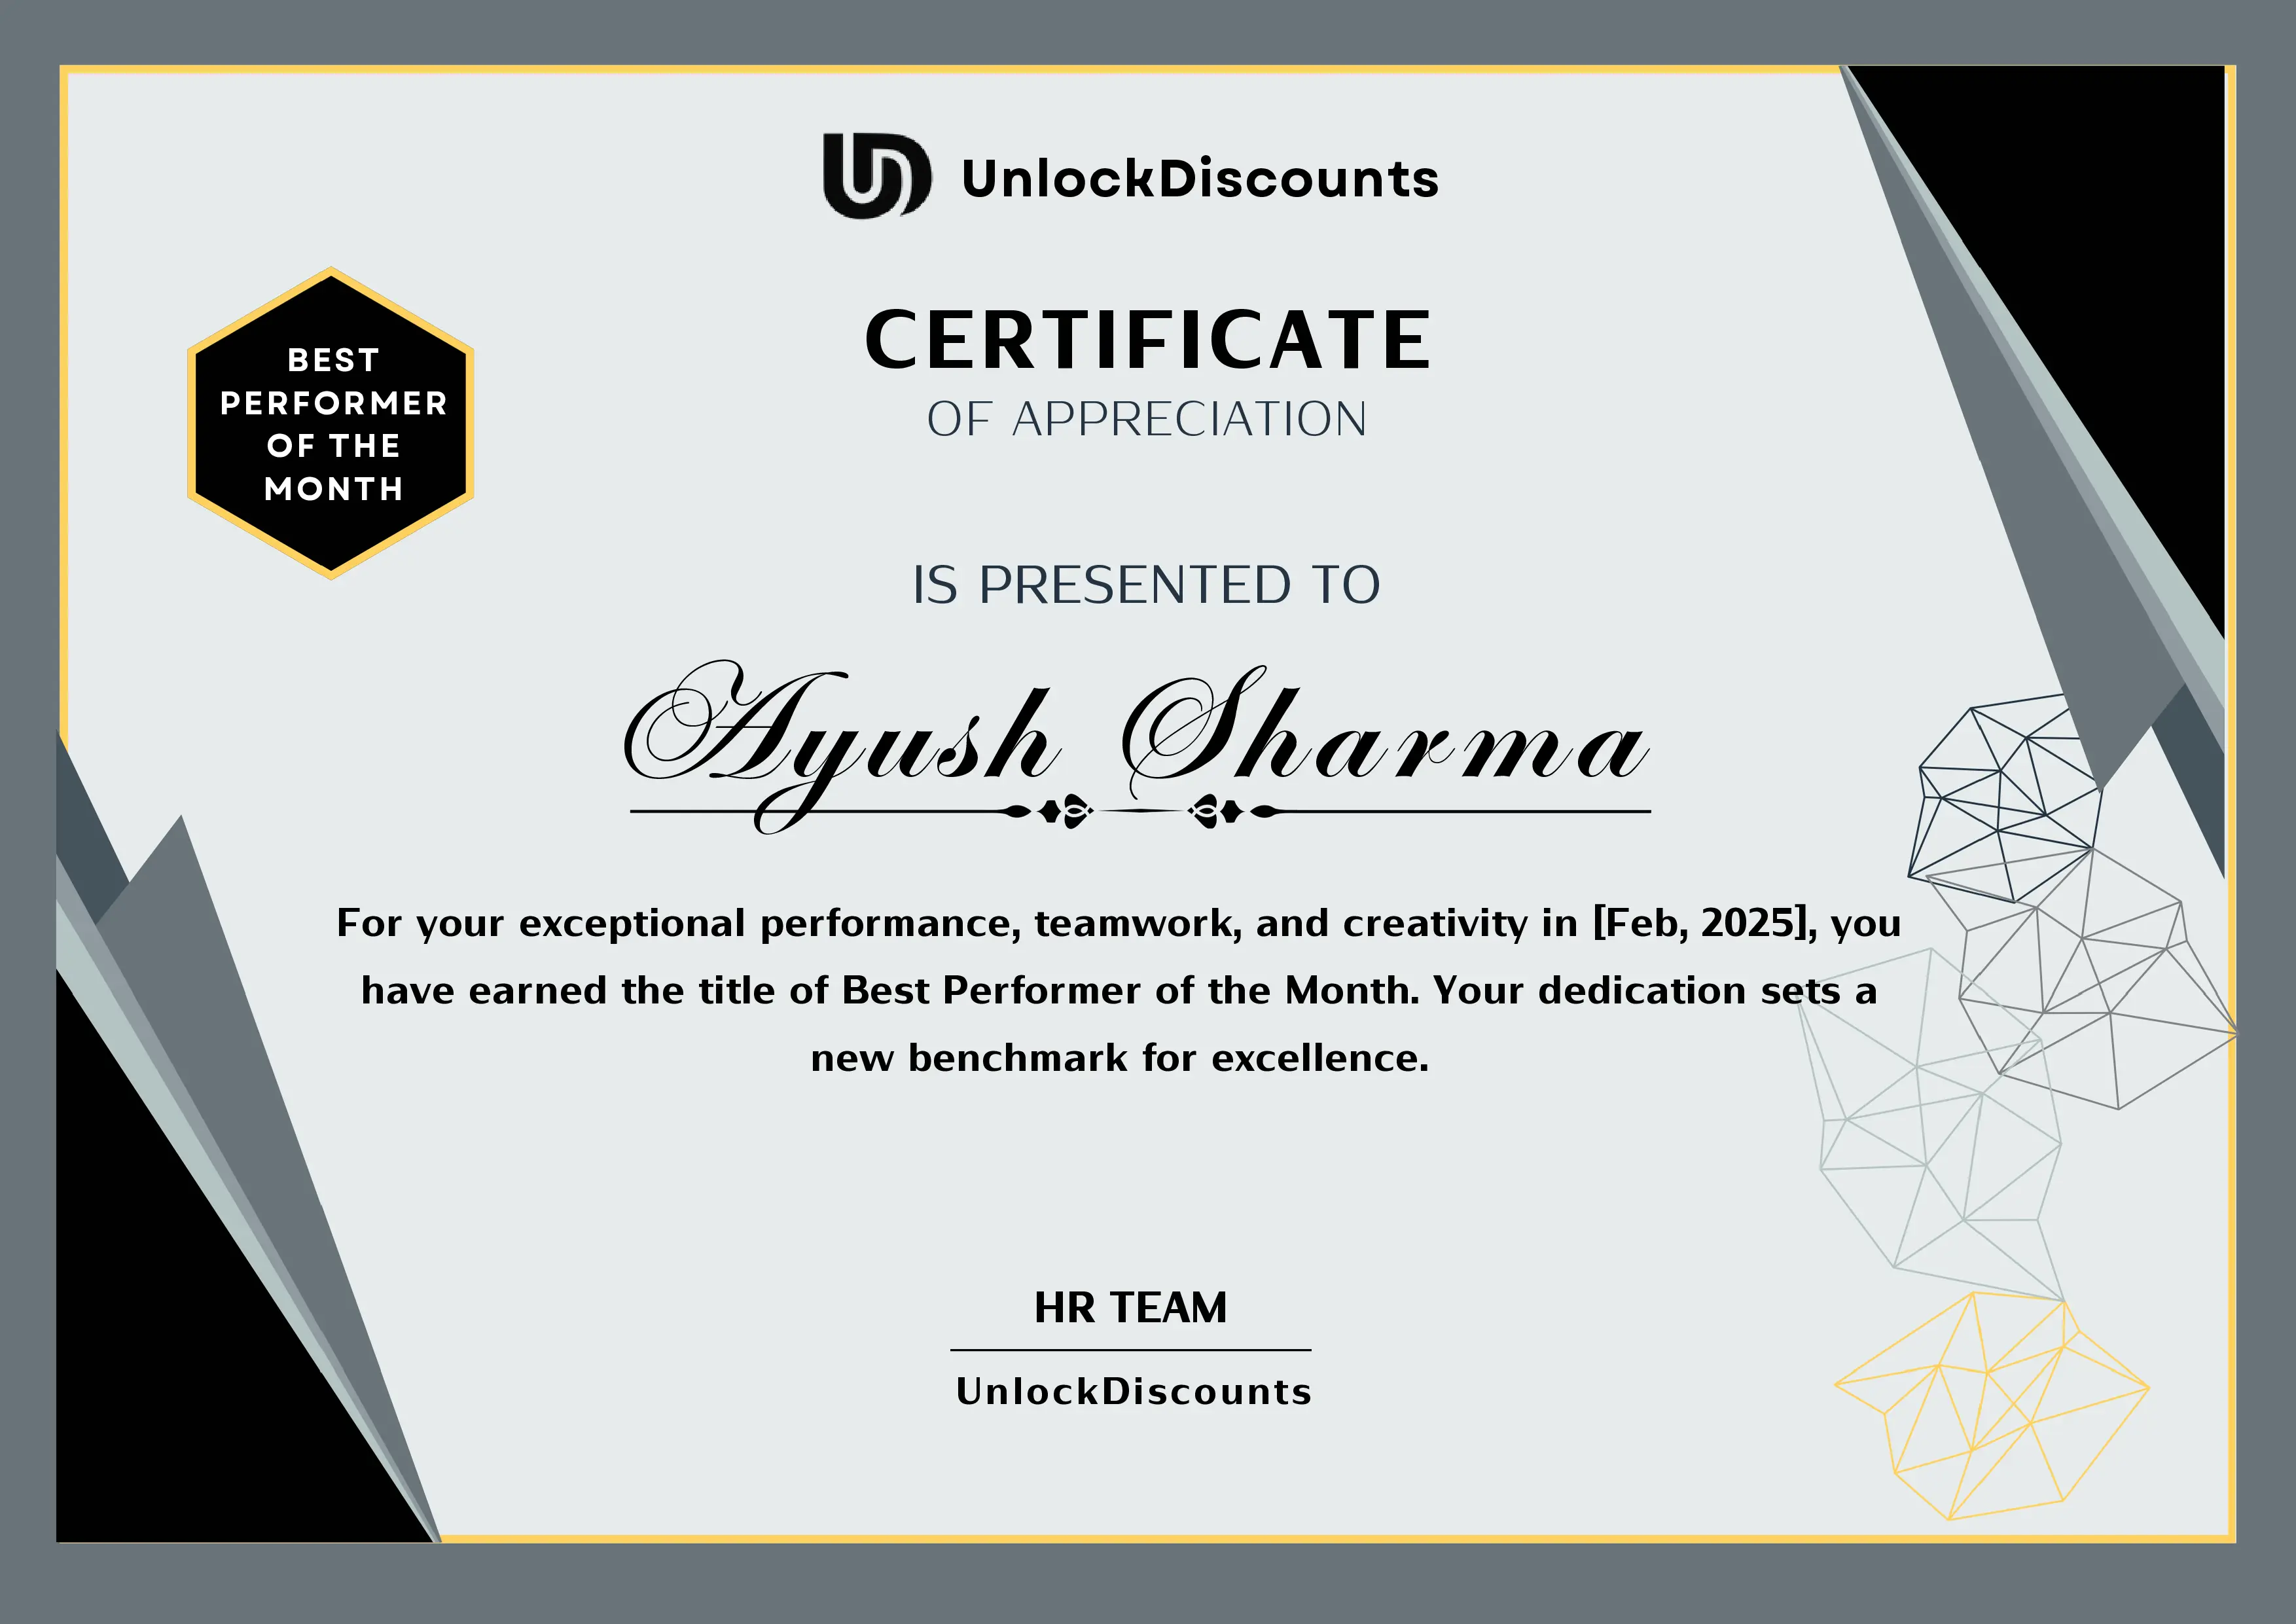 UnlockDiscounts
CERTIFICATE
OF APPRECIATION
BEST
PERFORMER
OF THE
MONTH
IS PRESENTED TO
Ayush Sharma
For your exceptional performance, teamwork, and creativity in [Feb, 2025], you
have earned the title of Best Performer of the Month. Your dedication sets a
new benchmark for excellence.
HR TEAM
UnlockDiscounts